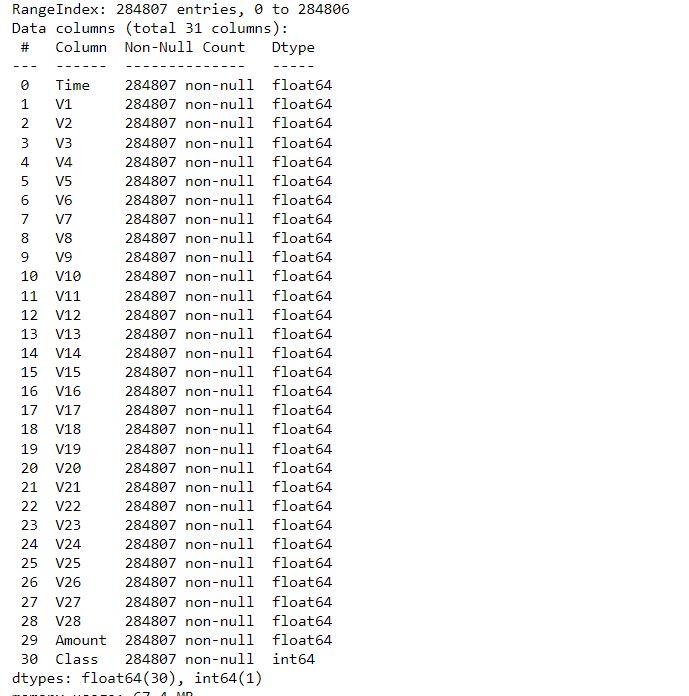 RangeIndex: 284807 entries, 0 to 284806
Data columns (total 31 columns):
 #   Column  Non-Null Count   Dtype
---  ------  --------------   -----
 0   Time    284807 non-null  float64
 1   V1      284807 non-null  float64
 2   V2      284807 non-null  float64
 3   V3      284807 non-null  float64
 4   V4      284807 non-null  float64
 5   V5      284807 non-null  float64
 6   V6      284807 non-null  float64
 7   V7      284807 non-null  float64
 8   V8      284807 non-null  float64
 9   V9      284807 non-null  float64
 10  V10     284807 non-null  float64
 11  V11     284807 non-null  float64
 12  V12     284807 non-null  float64
 13  V13     284807 non-null  float64
 14  V14     284807 non-null  float64
 15  V15     284807 non-null  float64
 16  V16     284807 non-null  float64
 17  V17     284807 non-null  float64
 18  V18     284807 non-null  float64
 19  V19     284807 non-null  float64
 20  V20     284807 non-null  float64
 21  V21     284807 non-null  float64
 22  V22     284807 non-null  float64
 23  V23     284807 non-null  float64
 24  V24     284807 non-null  float64
 25  V25     284807 non-null  float64
 26  V26     284807 non-null  float64
 27  V27     284807 non-null  float64
 28  V28     284807 non-null  float64
 29  Amount  284807 non-null  float64
 30  Class   284807 non-null  int64
dtypes: float64(30), int64(1)
memory usage: 67.4 MB